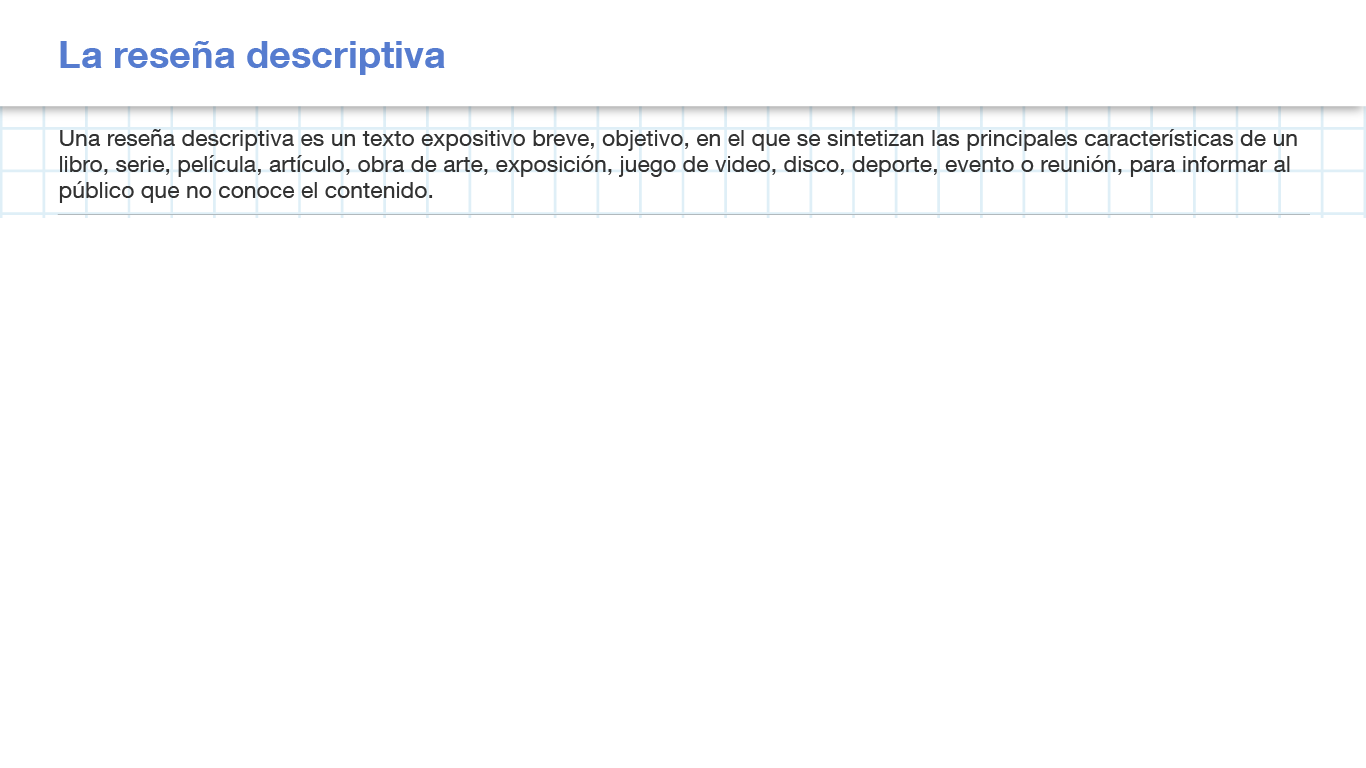 La reseña descriptiva
Una reseña descriptiva es un texto expositivo breve, objetivo, en el que se sintetizan las principales características de un
libro, serie, película, artículo, obra de arte, exposición, juego de video, disco, deporte, evento o reunión, para informar al
público que no conoce el contenido.